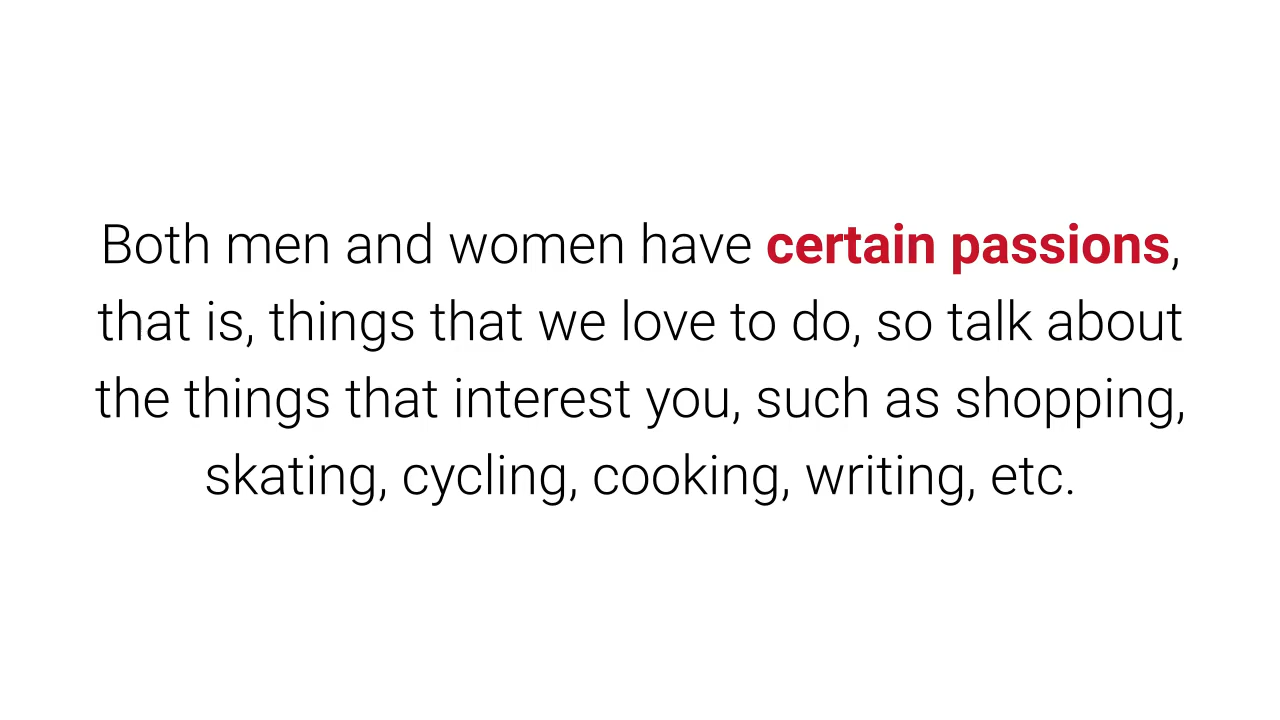 Both men and women have certain passions,
that is, things that we love to do, so talk about
the things that interest you, such as shopping,
skating, cycling, cooking, writing, etc.